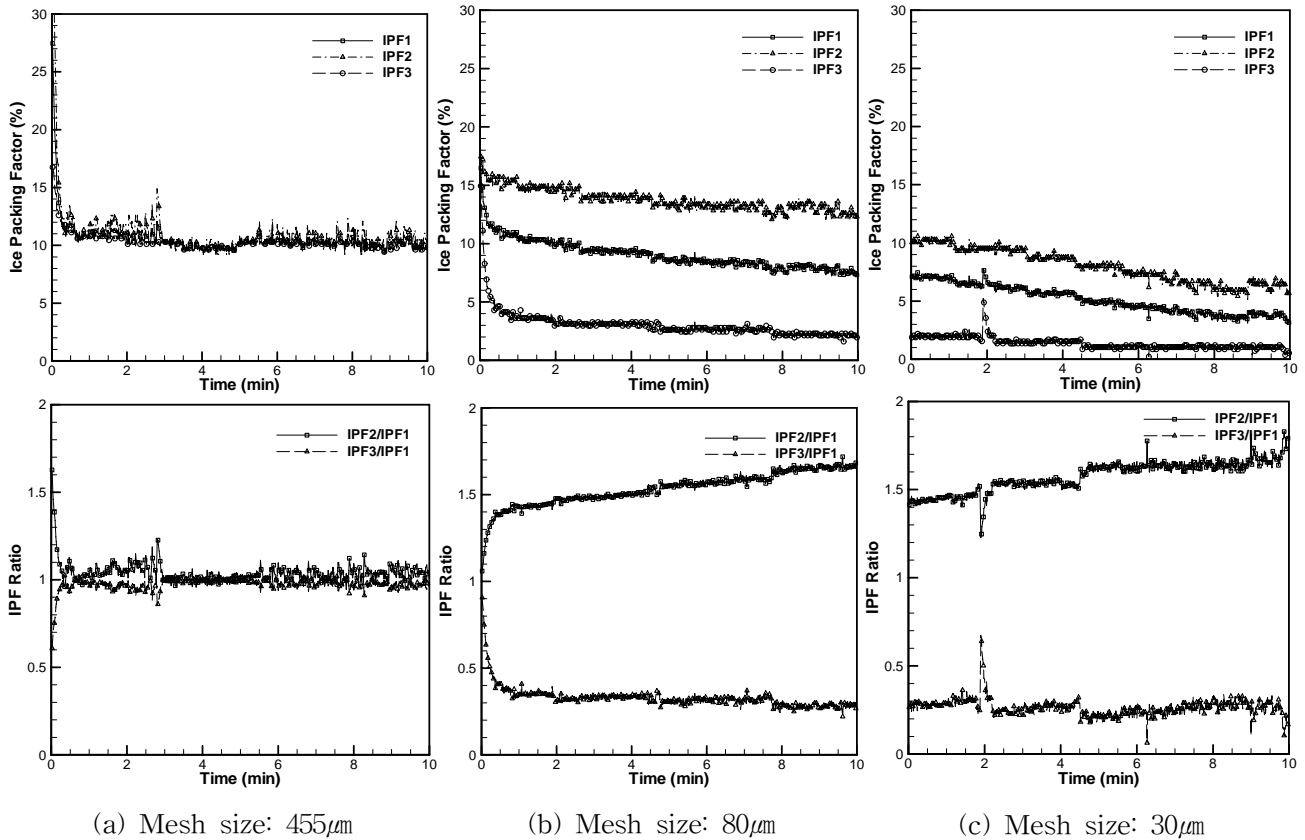 30
25
20
15
10
5
0
Ice Packing Factor (%)
IPF1
IPF2
IPF3
0 2 4 6 8 10
Time (min)
30
25
20
15
10
5
0
Ice Packing Factor (%)
IPF1
IPF2
IPF3
0 2 4 6 8 10
Time (min)
30
25
20
15
10
5
0
Ice Packing Factor (%)
IPF1
IPF2
IPF3
0 2 4 6 8 10
Time (min)
2
1.5
1
0.5
0
IPF Ratio
IPF2/IPF1
IPF3/IPF1
0 2 4 6 8 10
Time (min)
2
1.5
1
0.5
0
IPF Ratio
IPF2/IPF1
IPF3/IPF1
0 2 4 6 8 10
Time (min)
2
1.5
1
0.5
0
IPF Ratio
IPF2/IPF1
IPF3/IPF1
0 2 4 6 8 10
Time (min)
(a) Mesh size: 455㎛
(b) Mesh size: 80㎛
(c) Mesh size: 30㎛